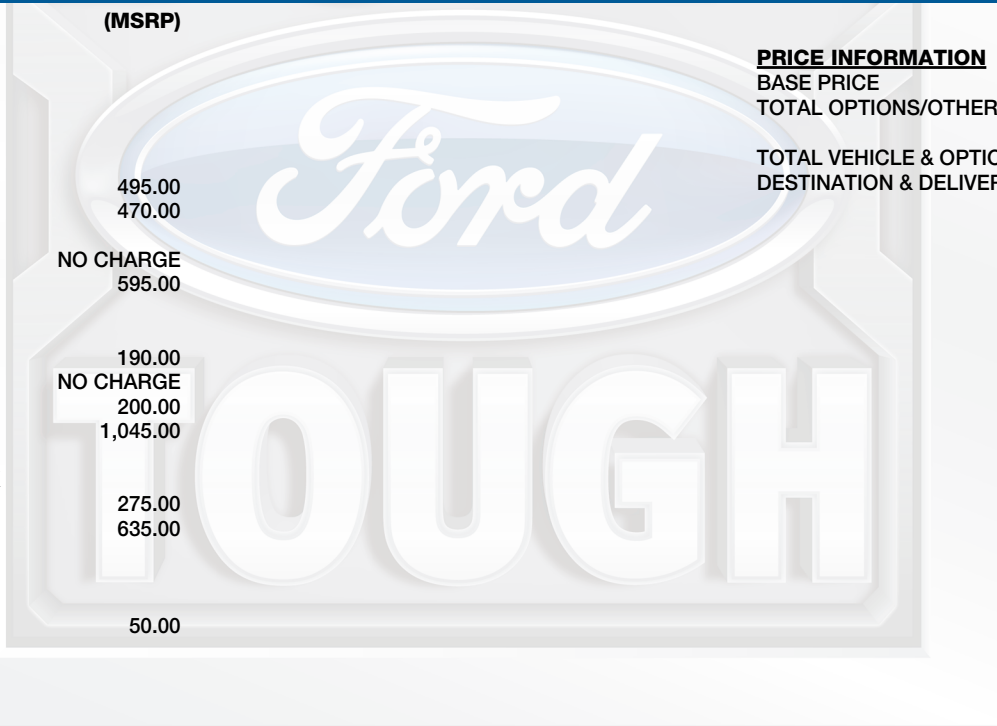 (MSRP)
495.00
470.00
NO CHARGE
595.00
190.00
NO CHARGE
200.00
1,045.00
275.00
635.00
50.00
PRICE INFORMATION
BASE PRICE
TOTAL OPTIONS/OTHER
TOTAL VEHICLE & OPTIO
DESTINATION & DELIVER
Ford
TOUGH